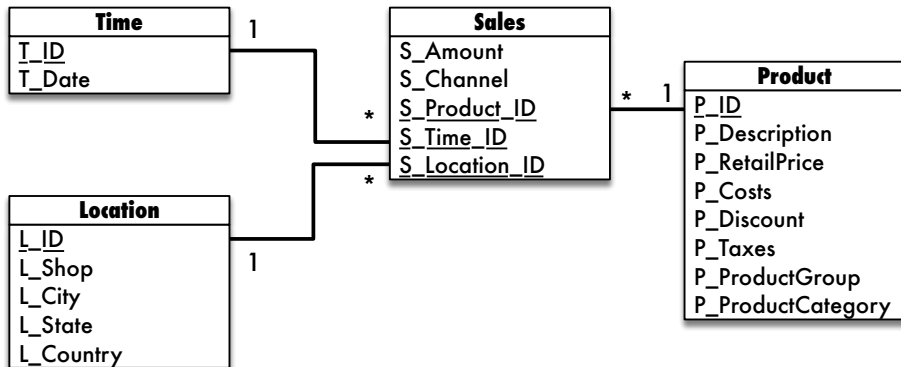 Time
T_ID
T_Date
1
*
Sales
S_Amount
S_Channel
S_Product_ID
S_Time_ID
S_Location_ID
*
1
Product
P_ID
P_Description
P_RetailPrice
P_Costs
P_Discount
P_Taxes
P_ProductGroup
P_ProductCategory
Location
L_ID
L_Shop
L_City
L_State
L_Country
1
*